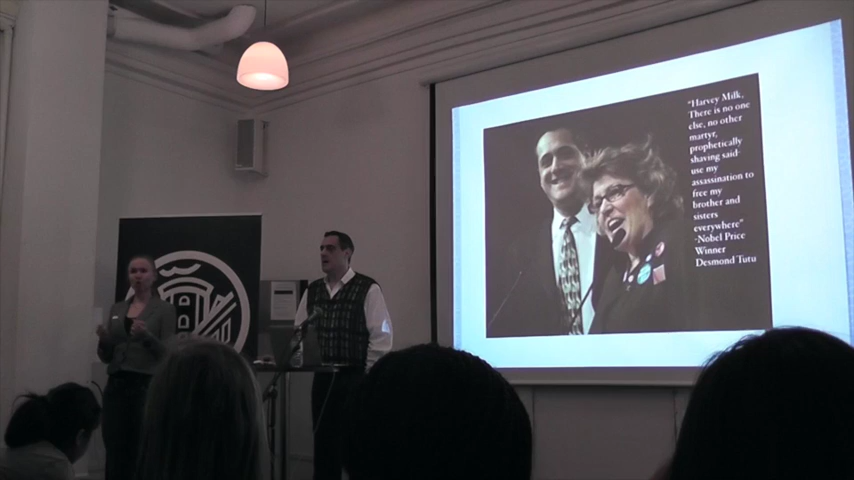 "Harvey Milk,
There is no one
else, no other
martyr,
prophetically
shaving said-
use my
assassination to
free my
brother and
sisters
everywhere"
-Nobel Price
Winner
Desmond Tutu